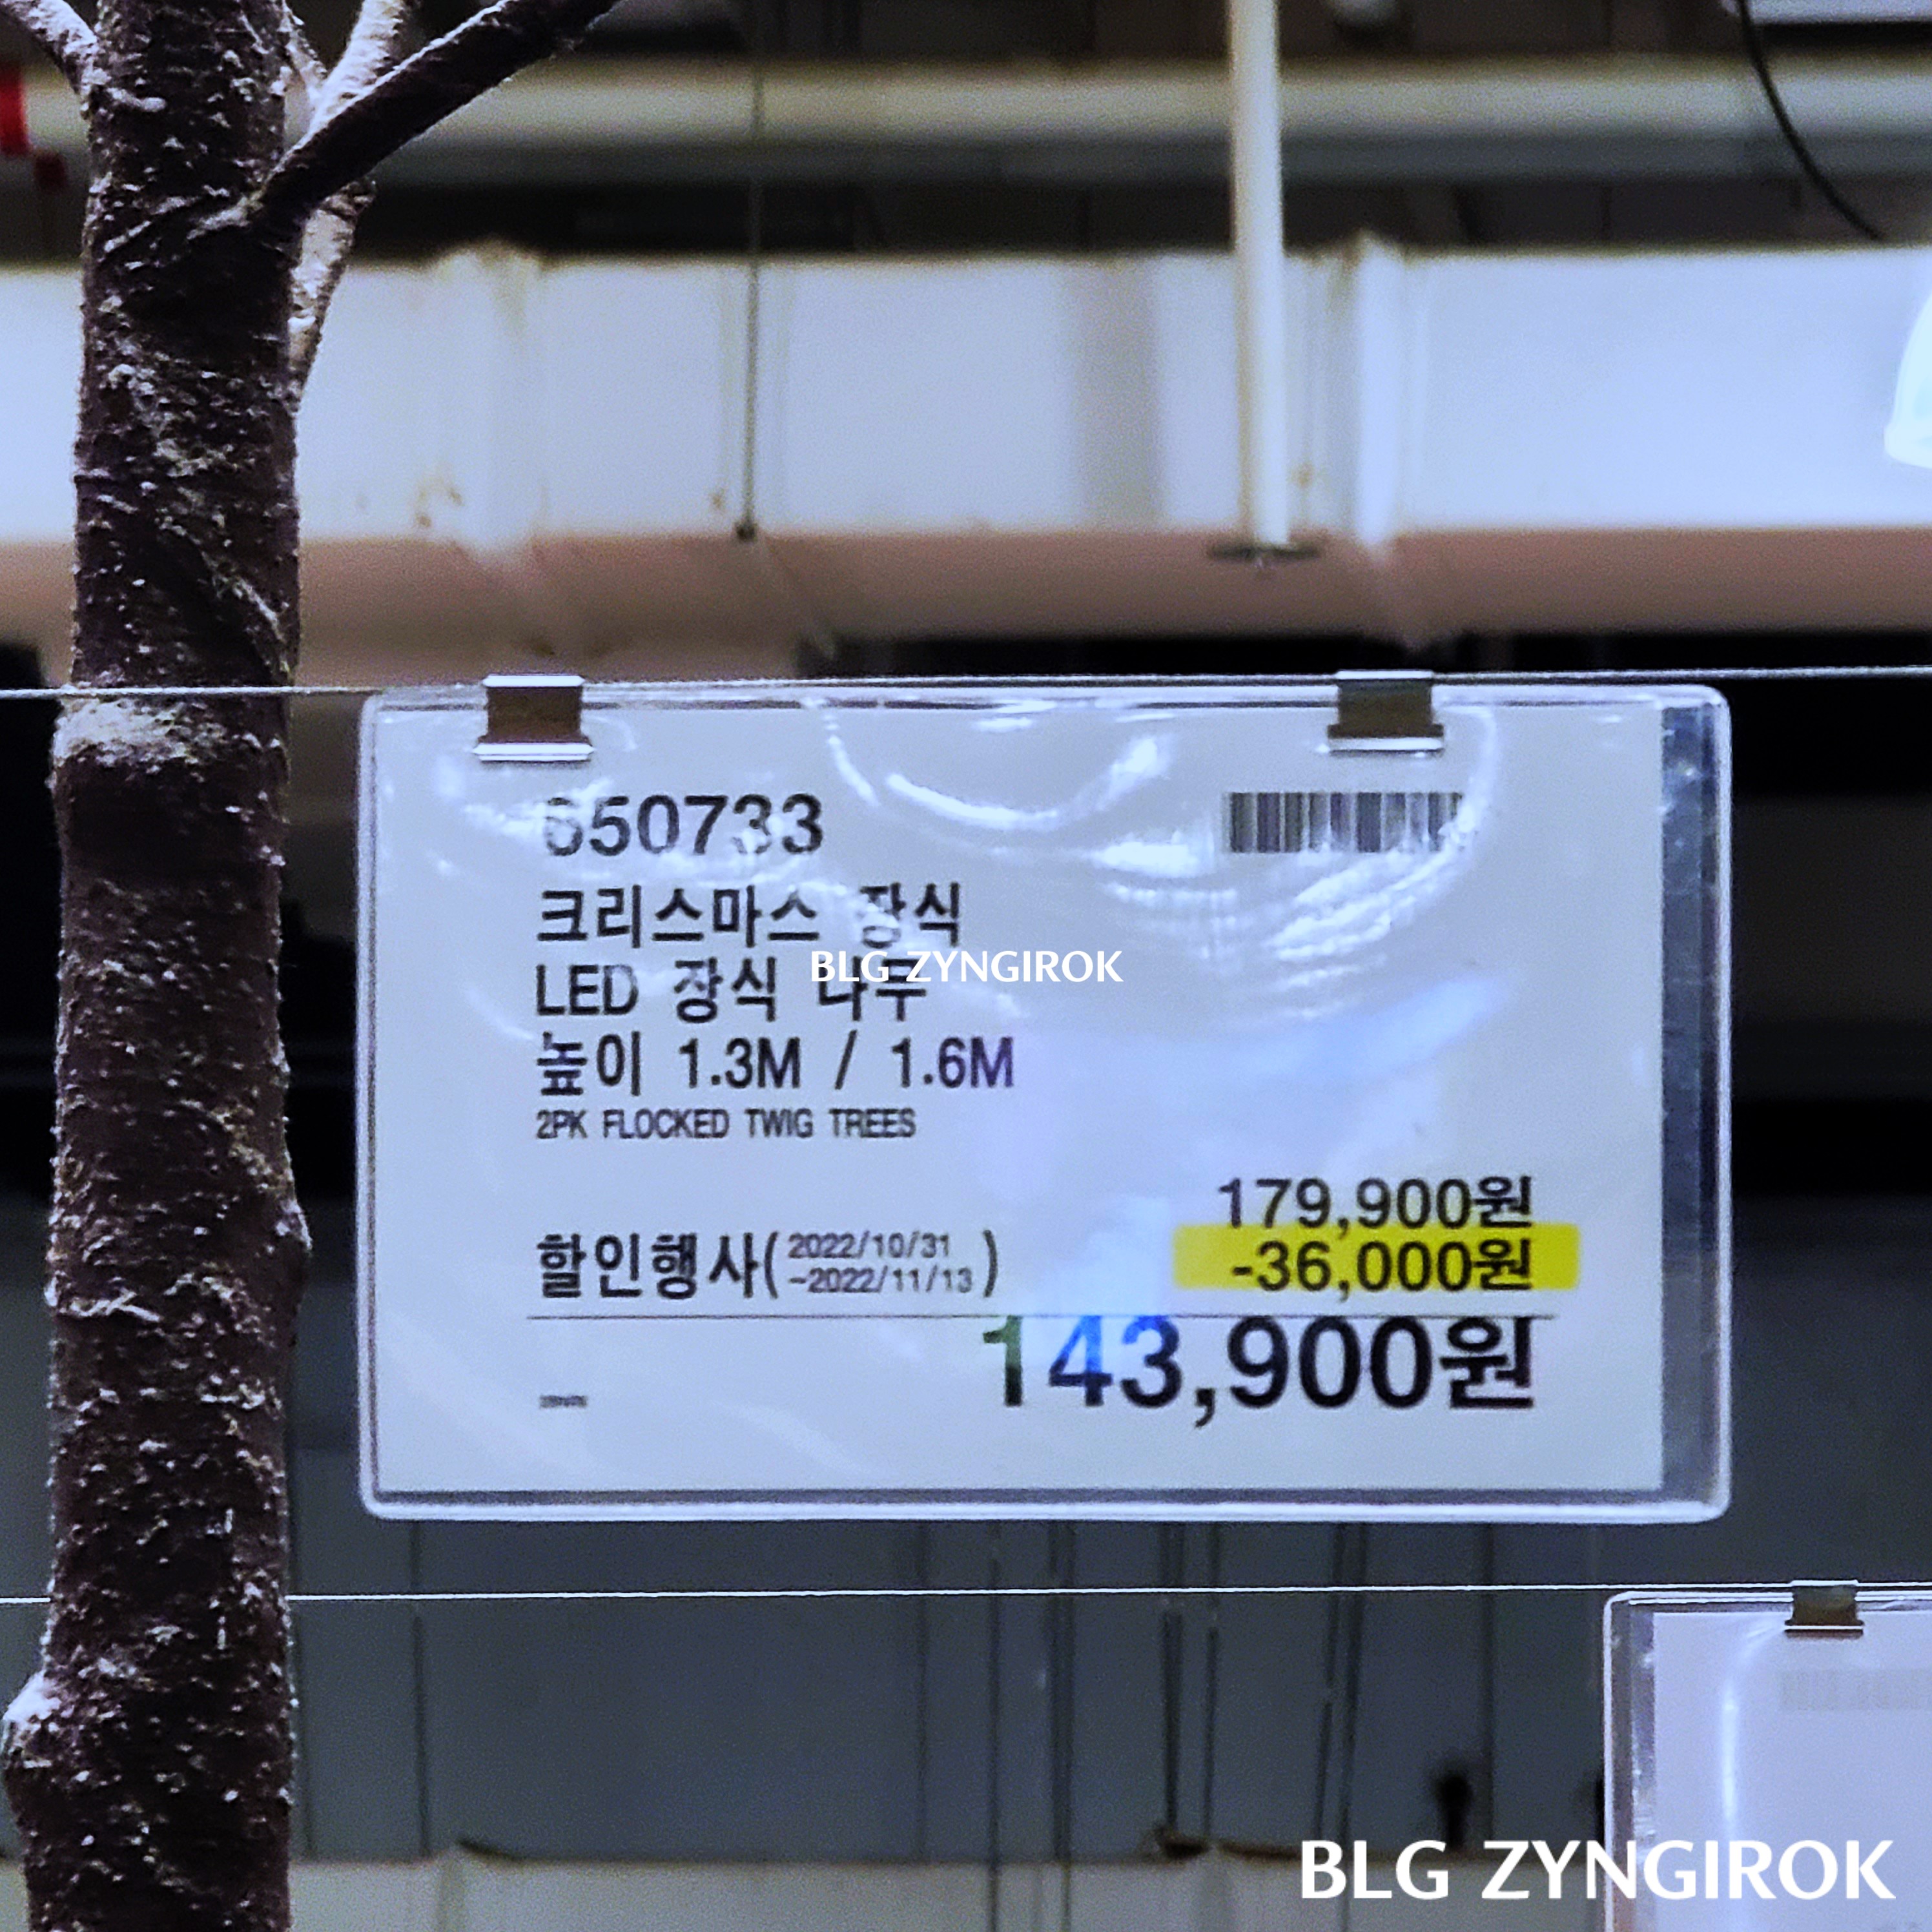 650733
크리스마스 장식
LED 장식 나무
BLG ZYNGIROK
높이 1.3M / 1.6M
2PK FLOCKED TWIG TREES
179,900원
할인행사(2022/10/31 ~2022/11/13) -36,000원
143,900원
BLG ZYNGIROK